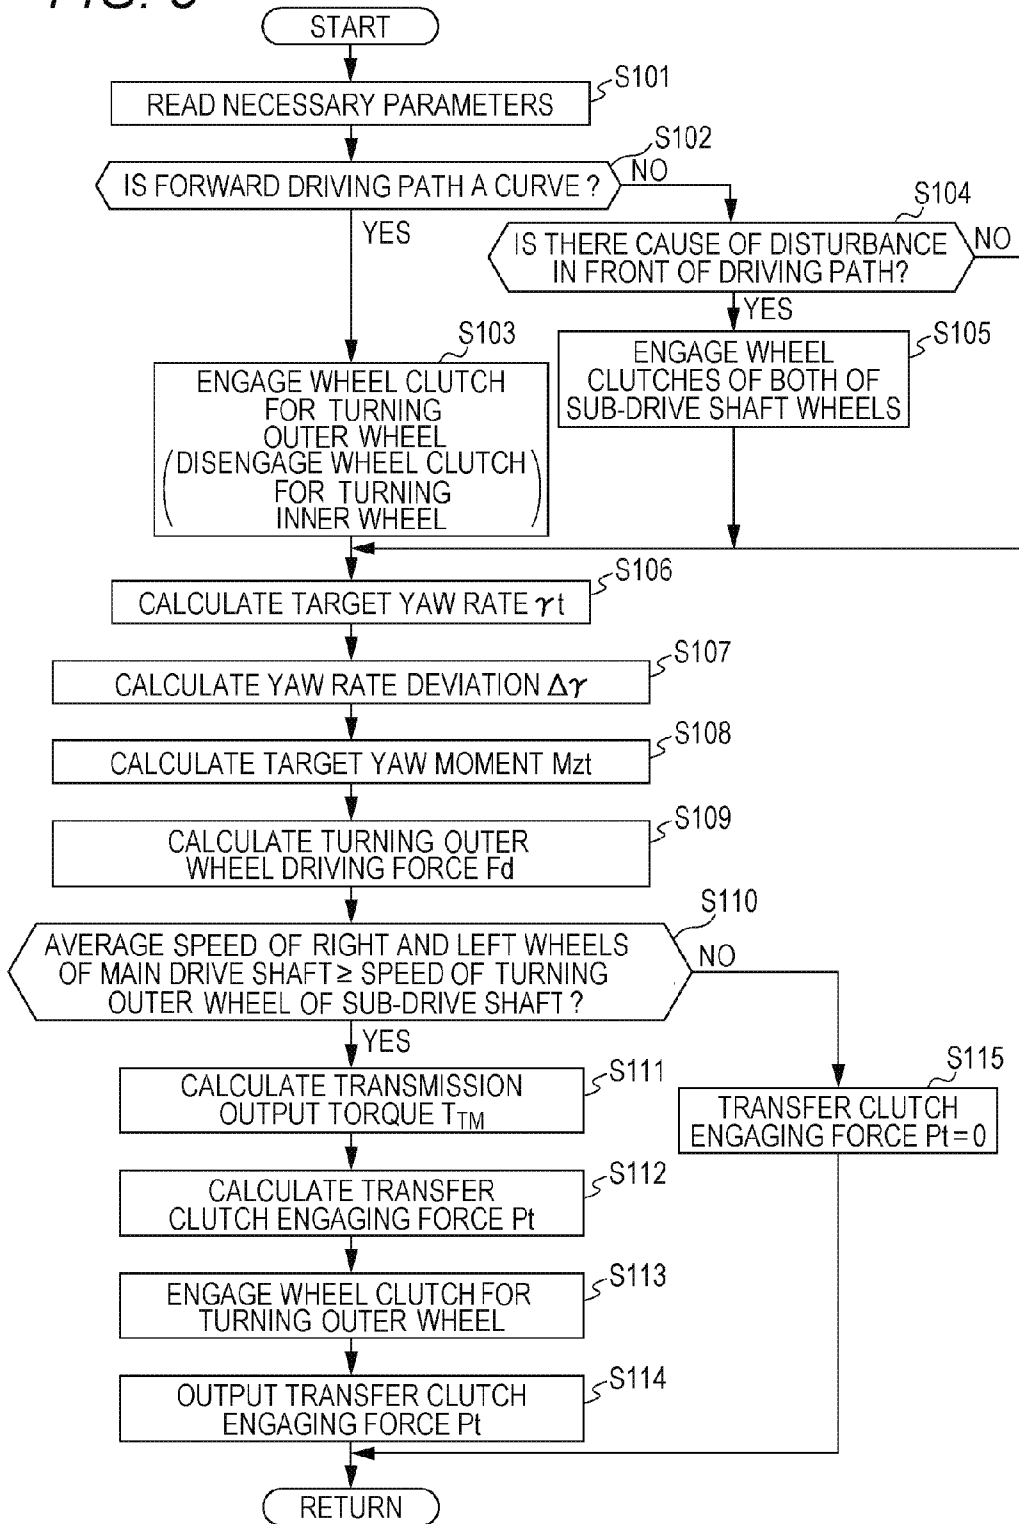 START
S101
READ NECESSARY PARAMETERS
S102
IS FORWARD DRIVING PATH A CURVE ?
NO
YES
S104
IS THERE CAUSE OF DISTURBANCE
IN FRONT OF DRIVING PATH?
NO
YES
S103
ENGAGE WHEEL CLUTCH
FOR TURNING
OUTER WHEEL
(DISENGAGE WHEEL CLUTCH
FOR TURNING
INNER WHEEL)
S105
ENGAGE WHEEL
CLUTCHES OF BOTH OF
SUB-DRIVE SHAFT WHEELS
S106
CALCULATE TARGET YAW RATE γt
S107
CALCULATE YAW RATE DEVIATION Δγ
S108
CALCULATE TARGET YAW MOMENT Mzt
S109
CALCULATE TURNING OUTER
WHEEL DRIVING FORCE Fd
S110
AVERAGE SPEED OF RIGHT AND LEFT WHEELS
OF MAIN DRIVE SHAFT ≥ SPEED OF TURNING
OUTER WHEEL OF SUB-DRIVE SHAFT ?
NO
YES
S111
CALCULATE TRANSMISSION
OUTPUT TORQUE TTM
S115
TRANSFER CLUTCH
ENGAGING FORCE Pt = 0
S112
CALCULATE TRANSFER
CLUTCH ENGAGING FORCE Pt
S113
ENGAGE WHEEL CLUTCH FOR
TURNING OUTER WHEEL
S114
OUTPUT TRANSFER CLUTCH
ENGAGING FORCE Pt
RETURN